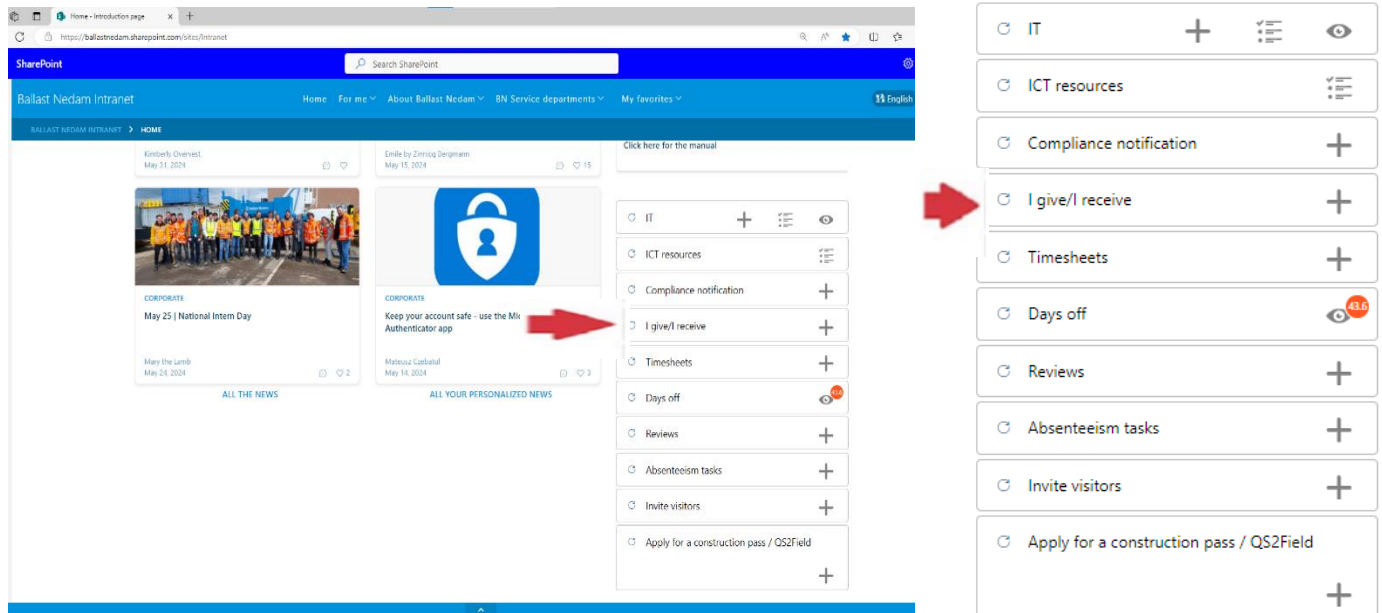 Home - Introduction page
https://ballastnedam.sharepoint.com/sites/Intranet
SharePoint
Search SharePoint
Ballast Nedam Intranet
Home For me About Ballast Nedam BN Service departments My favorites
English
BALLAST NEDAM INTRANET > HOME
Kimberly Overvest
May 31, 2024
Emile by Zinricq Bergmann
May 15, 2024
15
Click here for the manual
CORPORATE
May 25 | National Intern Day
Mary the Lamb
May 24, 2024
2
CORPORATE
Keep your account safe - use the Mic
Authenticator app
Mateusz
May 14, 2024
3
ALL THE NEWS
ALL YOUR PERSONALIZED NEWS
IT
ICT resources
Compliance notification
I give/I receive
Timesheets
Days off
Reviews
Absenteeism tasks
Invite visitors
Apply for a construction pass / QS2Field
IT
ICT resources
Compliance notification
I give/I receive
Timesheets
Days off
43.6
Reviews
Absenteeism tasks
Invite visitors
Apply for a construction pass / QS2Field